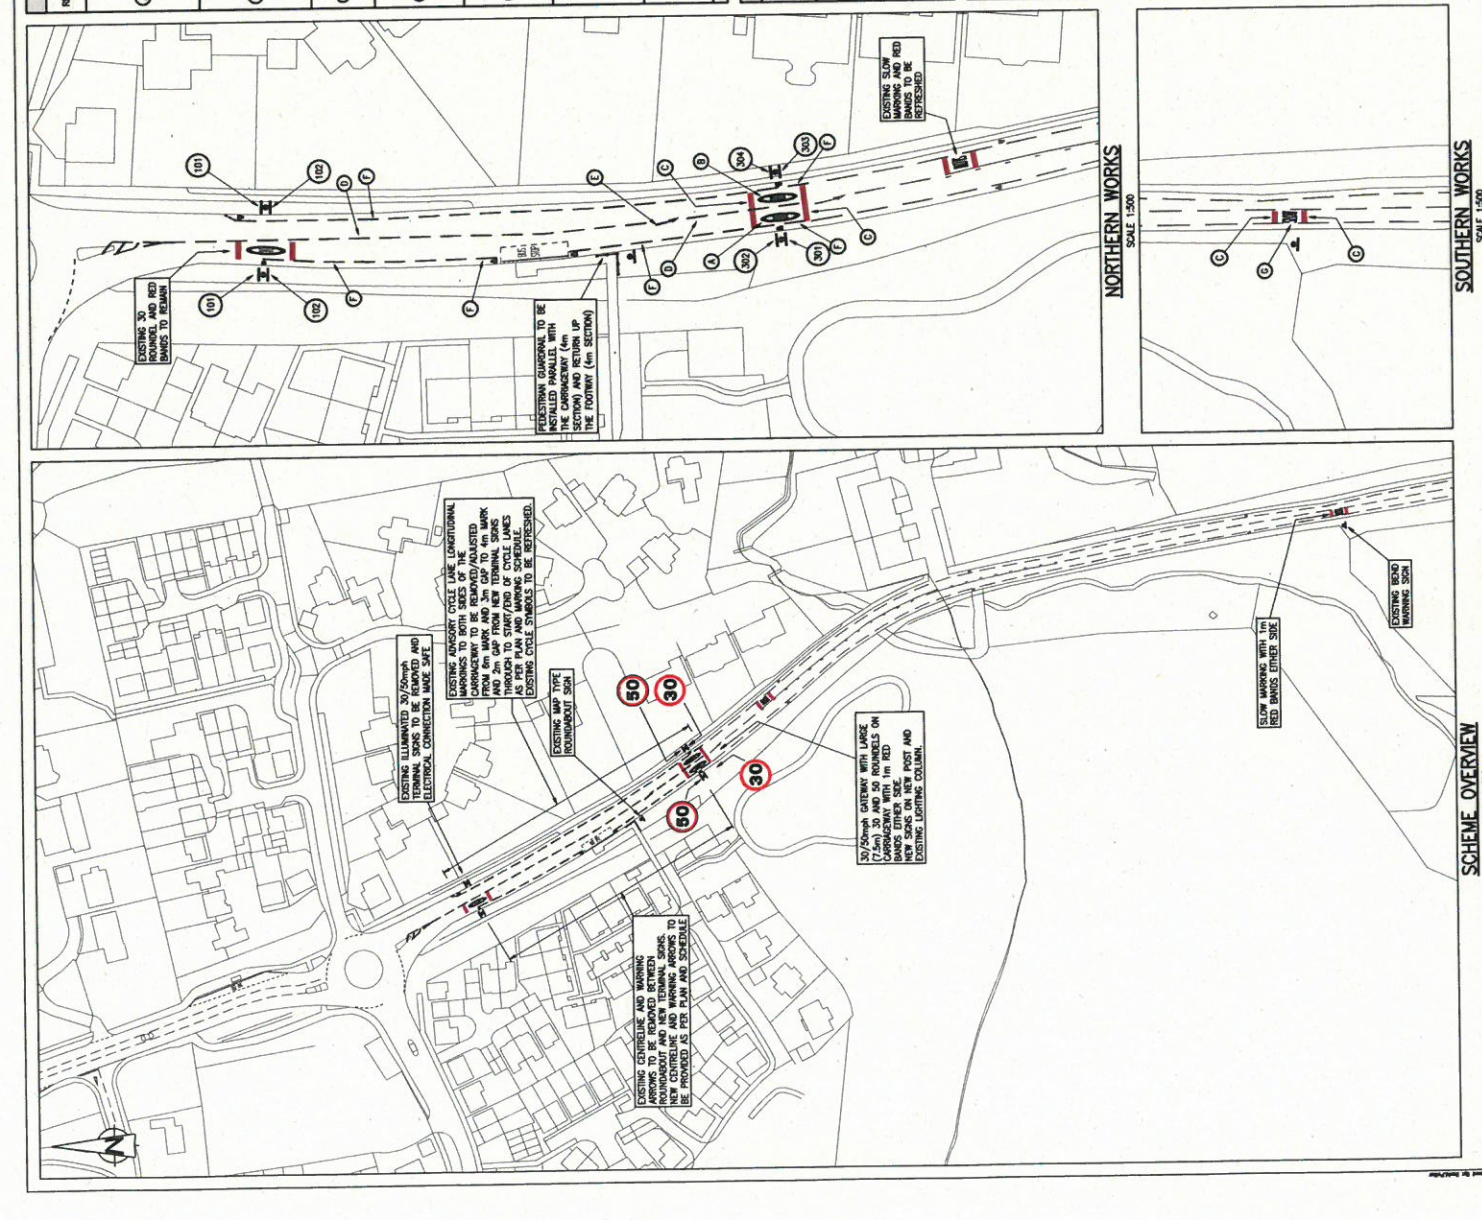 EXISTING 30
ROUNDEL AND RED
BANDS TO REMAIN
101
102
101
102
D
F
F
F
E
C
B
304
303
F
D
F
A
302
301
F
C
BUS
STOP
PEDESTRIAN GUARDRAIL TO BE
INSTALLED PARALLEL WITH
THE CARRIAGEWAY (4m
SECTION) AND RETURN UP
THE FOOTWAY (4m SECTION)
EXISTING SLOW
MARKING AND RED
BANDS TO BE
REFRESHED
NORTHERN WORKS
SCALE 1:500
C
G
C
SOUTHERN WORKS
SCALE 1:500
N
EXISTING ILLUMINATED 30/50mph
TERMINAL SIGNS TO BE REMOVED AND
ELECTRICAL CONNECTION MADE SAFE
EXISTING ADVISORY CYCLE LANE LONGITUDINAL
MARKINGS TO BOTH SIDES OF THE
CARRIAGEWAY TO BE REMOVED/ADJUSTED
FROM 6m MARK AND 3m GAP TO 4m MARK
AND 2m GAP FROM NEW TERMINAL SIGNS
THROUGH TO START/END OF CYCLE LANES
AS PER PLAN AND MARKING SCHEDULE.
EXISTING CYCLE SYMBOLS TO BE REFRESHED.
EXISTING MAP TYPE
ROUNDABOUT SIGN
50
30
50
30
30/50mph GATEWAY WITH LARGE
(7.5m) 30 AND 50 ROUNDELS ON
CARRIAGEWAY WITH 1m RED
BANDS EITHER SIDE.
NEW SIGNS ON NEW POST AND
EXISTING LIGHTING COLUMN.
EXISTING CENTRELINE AND WARNING
ARROWS TO BE REMOVED BETWEEN
ROUNDABOUT AND NEW TERMINAL SIGNS.
NEW CENTRELINE AND WARNING ARROWS TO
BE PROVIDED AS PER PLAN AND SCHEDULE
SLOW MARKING WITH 1m
RED BANDS EITHER SIDE
EXISTING BEND
WARNING SIGN
SCHEME OVERVIEW